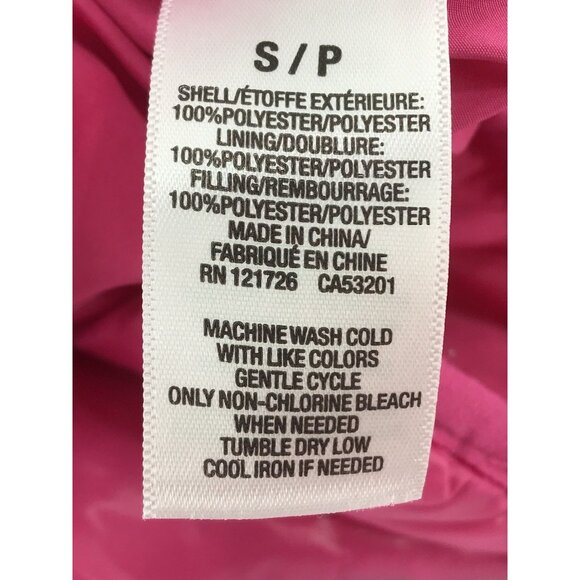 S / P
SHELL/ÉTOFFE EXTÉRIEURE:
100%POLYESTER/POLYESTER
LINING/DOUBLURE:
100%POLYESTER/POLYESTER
FILLING/REMBOURRAGE:
100%POLYESTER/POLYESTER
MADE IN CHINA/
FABRIQUÉ EN CHINE
RN 121726 CA53201
MACHINE WASH COLD
WITH LIKE COLORS
GENTLE CYCLE
ONLY NON-CHLORINE BLEACH
WHEN NEEDED
TUMBLE DRY LOW
COOL IRON IF NEEDED